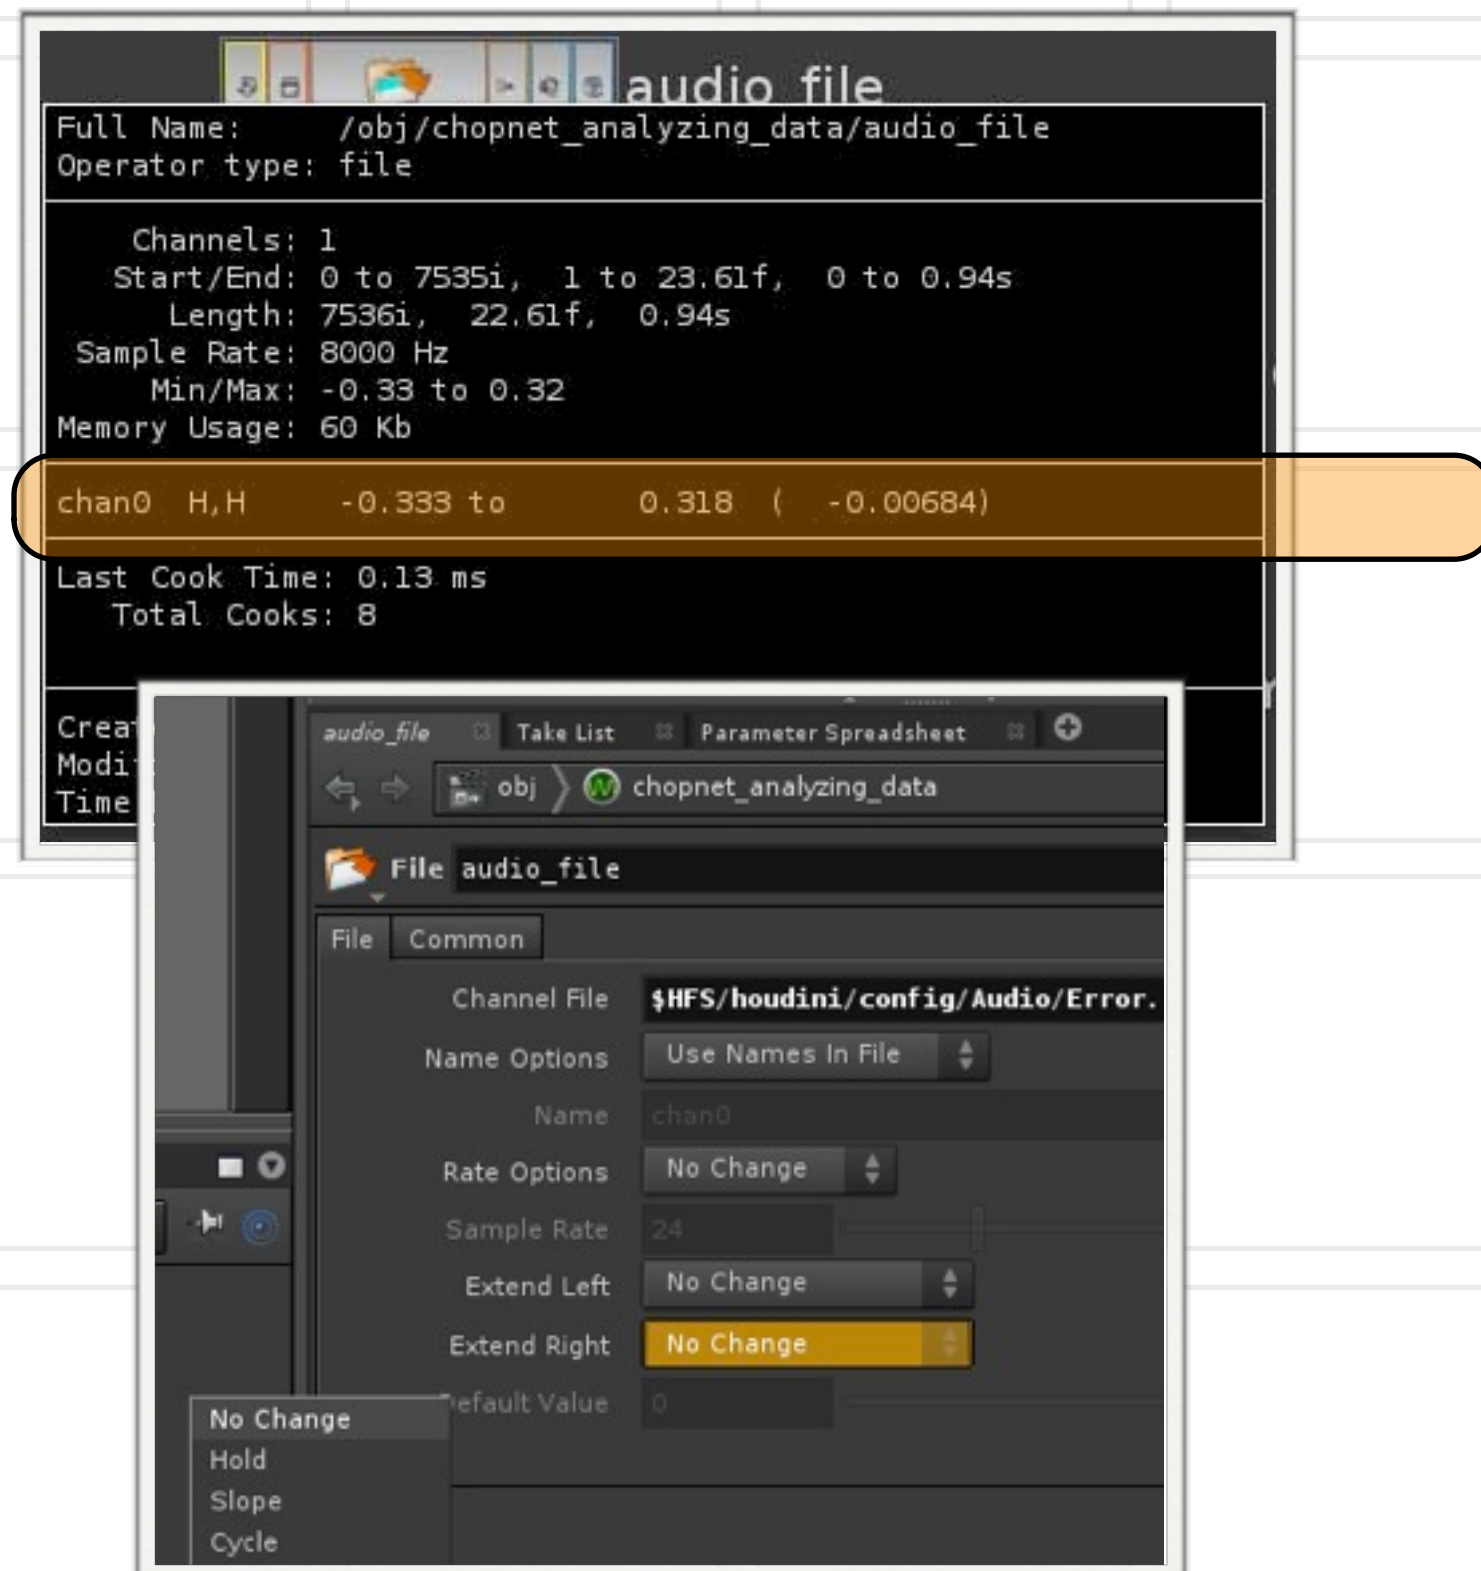 audio_file
Full Name: /obj/chopnet_analyzing_data/audio_file
Operator type: file
Channels: 1
Start/End: 0 to 7535i, 1 to 23.61f, 0 to 0.94s
Length: 7536i, 22.61f, 0.94s
Sample Rate: 8000 Hz
Min/Max: -0.33 to 0.32
Memory Usage: 60 Kb
chan0 H,H -0.333 to 0.318 ( -0.00684)
Last Cook Time: 0.13 ms
Total Cooks: 8
Creat
Modi
Time
audio_file Take List Parameter Spreadsheet
obj chopnet_analyzing_data
File audio_file
File Common
Channel File $HFS/houdini/config/Audio/Error.
Name Options Use Names In File
Name chan0
Rate Options No Change
Sample Rate 24
Extend Left No Change
Extend Right No Change
Default Value 0
No Change
Hold
Slope
Cycle